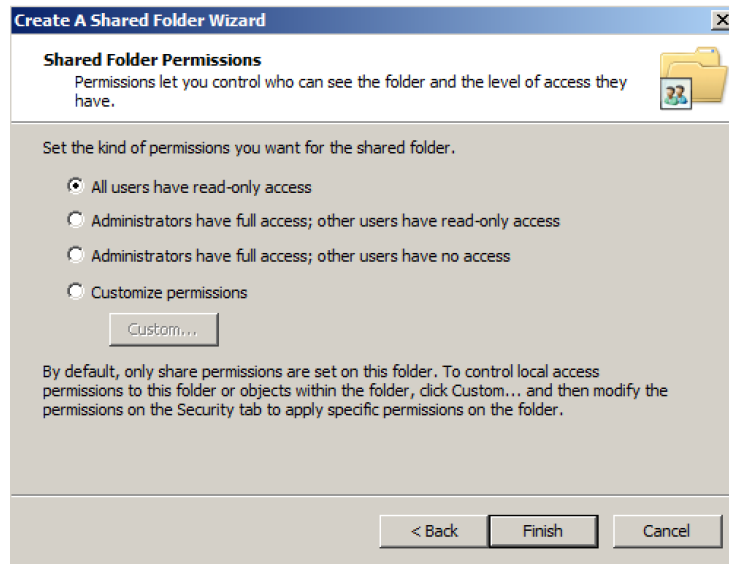 Create A Shared Folder Wizard
Shared Folder Permissions
Permissions let you control who can see the folder and the level of access they
have.
Set the kind of permissions you want for the shared folder.
All users have read-only access
Administrators have full access; other users have read-only access
Administrators have full access; other users have no access
Customize permissions
Custom...
By default, only share permissions are set on this folder. To control local access
permissions to this folder or objects within the folder, click Custom... and then modify the
permissions on the Security tab to apply specific permissions on the folder.
< Back Finish Cancel